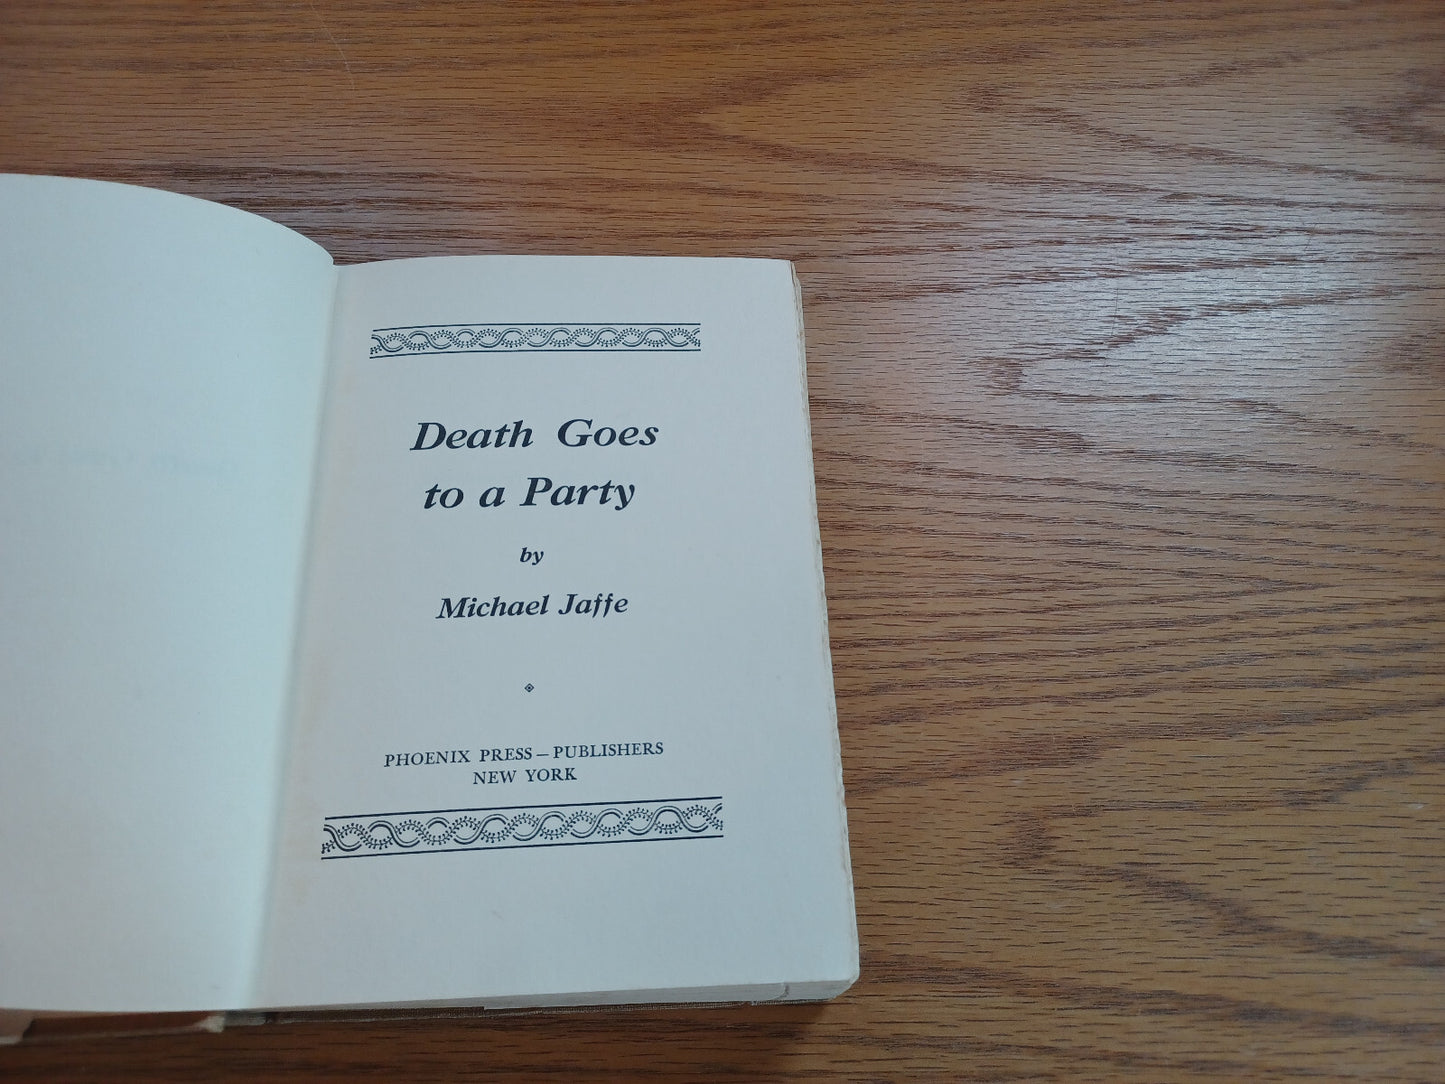 Death Goes
to a Party
by
Michael Jaffe
PHOENIX PRESS — PUBLISHERS
NEW YORK